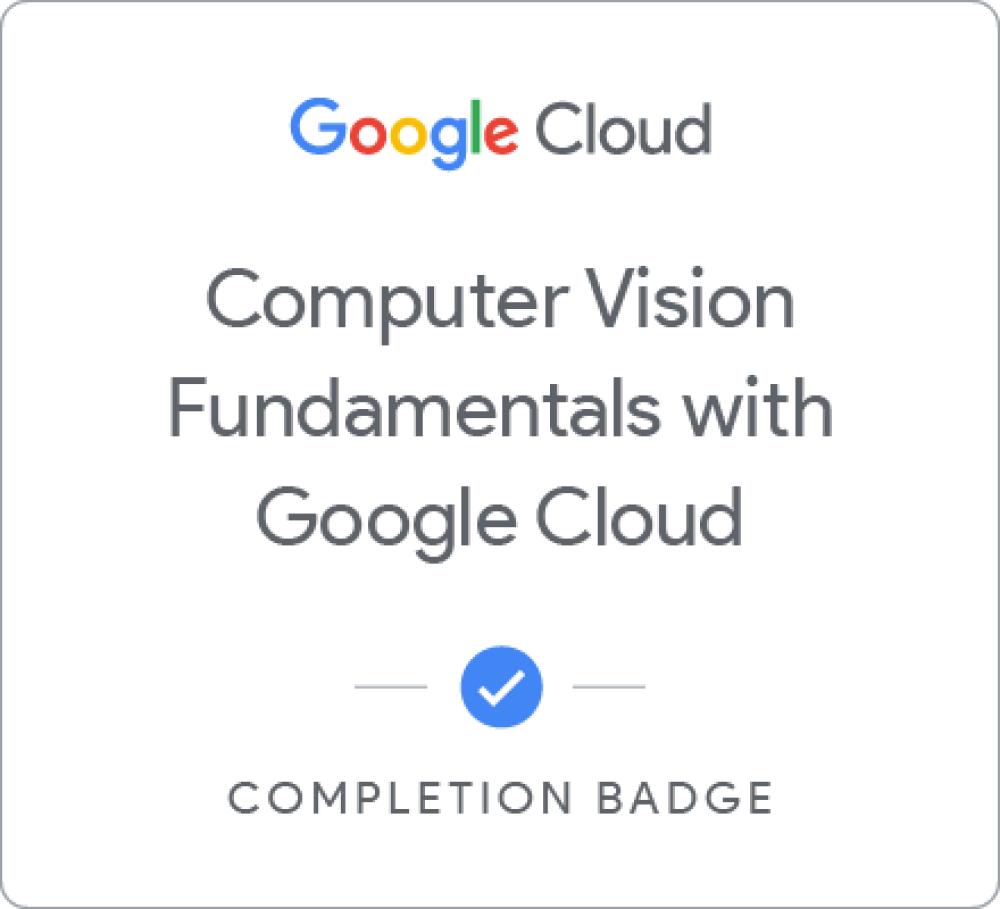 Google Cloud
Computer Vision
Fundamentals with
Google Cloud
COMPLETION BADGE